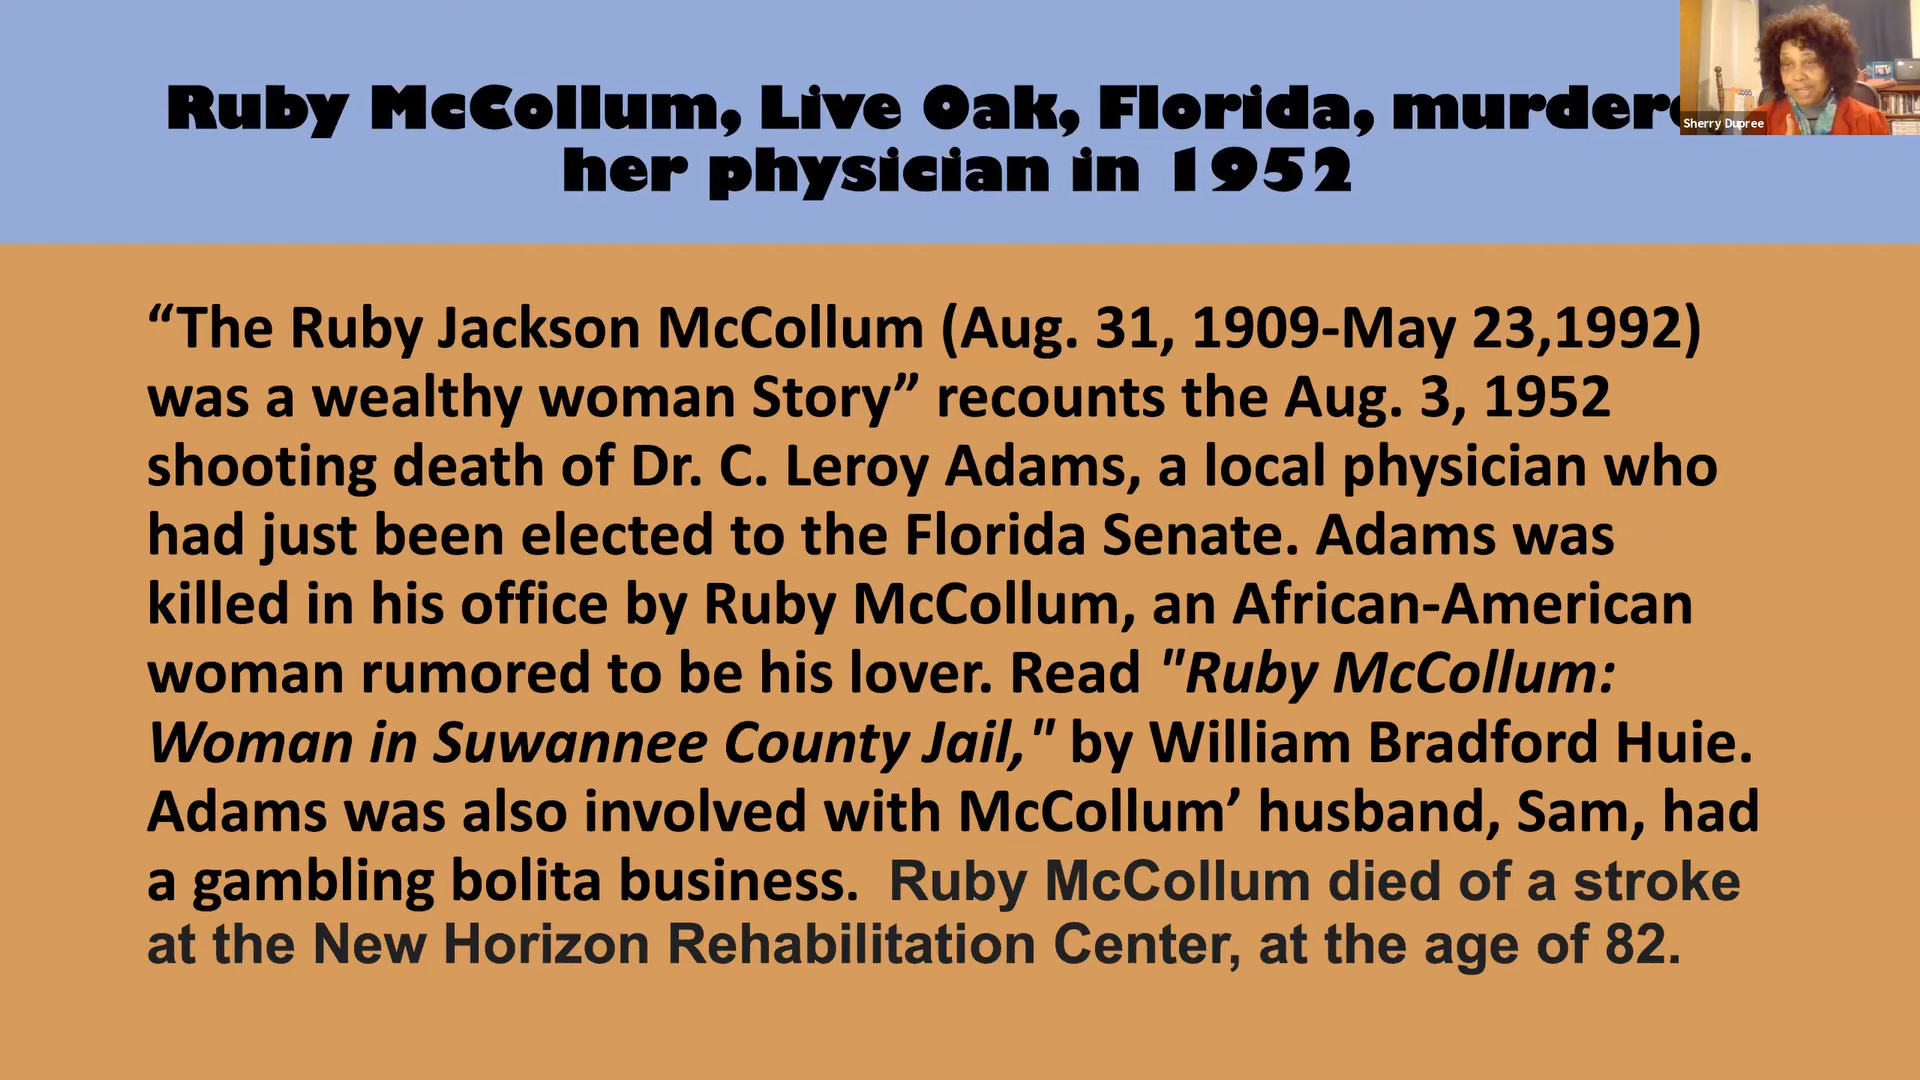 Ruby McCollum, Live Oak, Florida, murdere
her physician in 1952
Sherry Dupree
“The Ruby Jackson McCollum (Aug. 31, 1909-May 23,1992)
was a wealthy woman Story” recounts the Aug. 3, 1952
shooting death of Dr. C. Leroy Adams, a local physician who
had just been elected to the Florida Senate. Adams was
killed in his office by Ruby McCollum, an African-American
woman rumored to be his lover. Read "Ruby McCollum:
Woman in Suwannee County Jail," by William Bradford Huie.
Adams was also involved with McCollum’ husband, Sam, had
a gambling bolita business. Ruby McCollum died of a stroke
at the New Horizon Rehabilitation Center, at the age of 82.